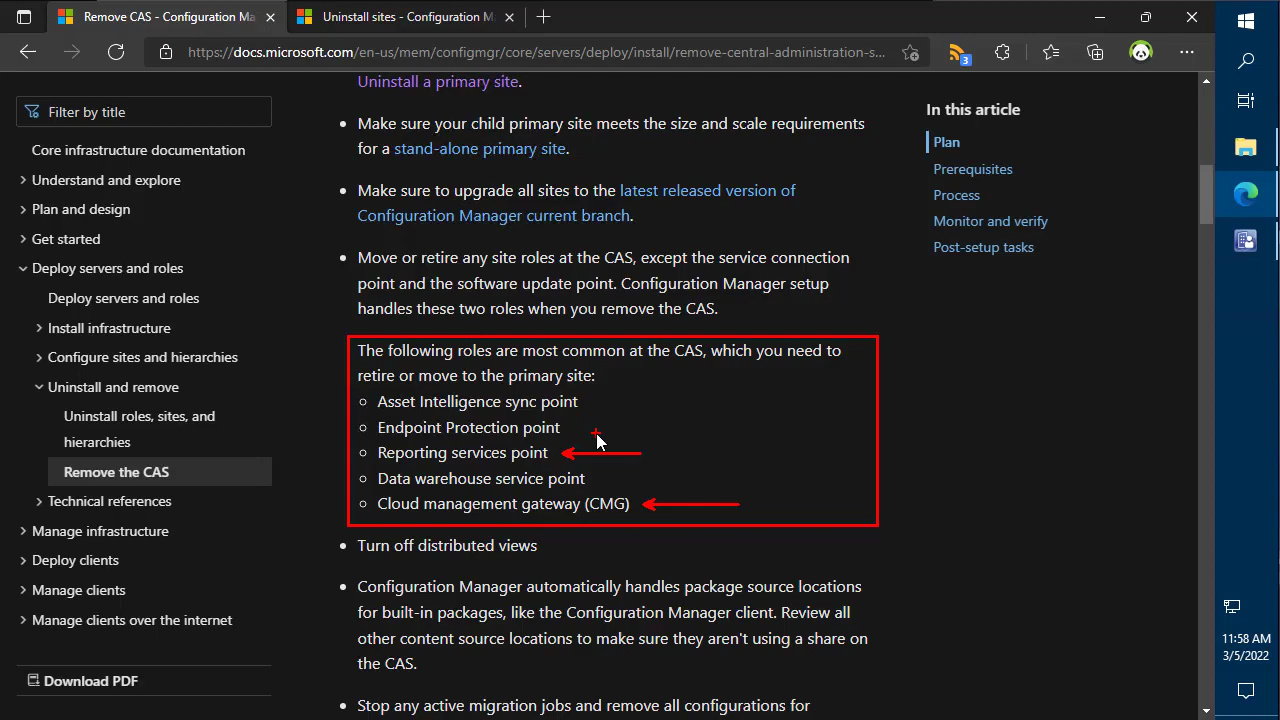 Remove CAS - Configuration Ma
Uninstall sites - Configuration M
https://docs.microsoft.com/en-us/mem/configmgr/core/servers/deploy/install/remove-central-administration-s...
3
Filter by title
Core infrastructure documentation
Understand and explore
Plan and design
Get started
Deploy servers and roles
Deploy servers and roles
Install infrastructure
Configure sites and hierarchies
Uninstall and remove
Uninstall roles, sites, and
hierarchies
Remove the CAS
Technical references
Manage infrastructure
Deploy clients
Manage clients
Manage clients over the internet
Download PDF
Uninstall a primary site.
Make sure your child primary site meets the size and scale requirements
for a stand-alone primary site.
Make sure to upgrade all sites to the latest released version of
Configuration Manager current branch.
Move or retire any site roles at the CAS, except the service connection
point and the software update point. Configuration Manager setup
handles these two roles when you remove the CAS.
The following roles are most common at the CAS, which you need to
retire or move to the primary site:
Asset Intelligence sync point
Endpoint Protection point
Reporting services point
Data warehouse service point
Cloud management gateway (CMG)
Turn off distributed views
Configuration Manager automatically handles package source locations
for built-in packages, like the Configuration Manager client. Review all
other content source locations to make sure they aren't using a share on
the CAS.
Stop any active migration jobs and remove all configurations for
In this article
Plan
Prerequisites
Process
Monitor and verify
Post-setup tasks
11:58 AM
3/5/2022